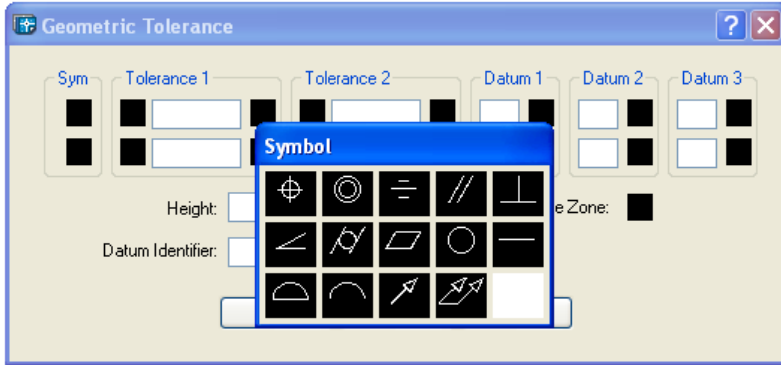 Geometric Tolerance
Sym Tolerance 1 Tolerance 2 Datum 1 Datum 2 Datum 3
Symbol
Height:
e Zone:
Datum Identifier: